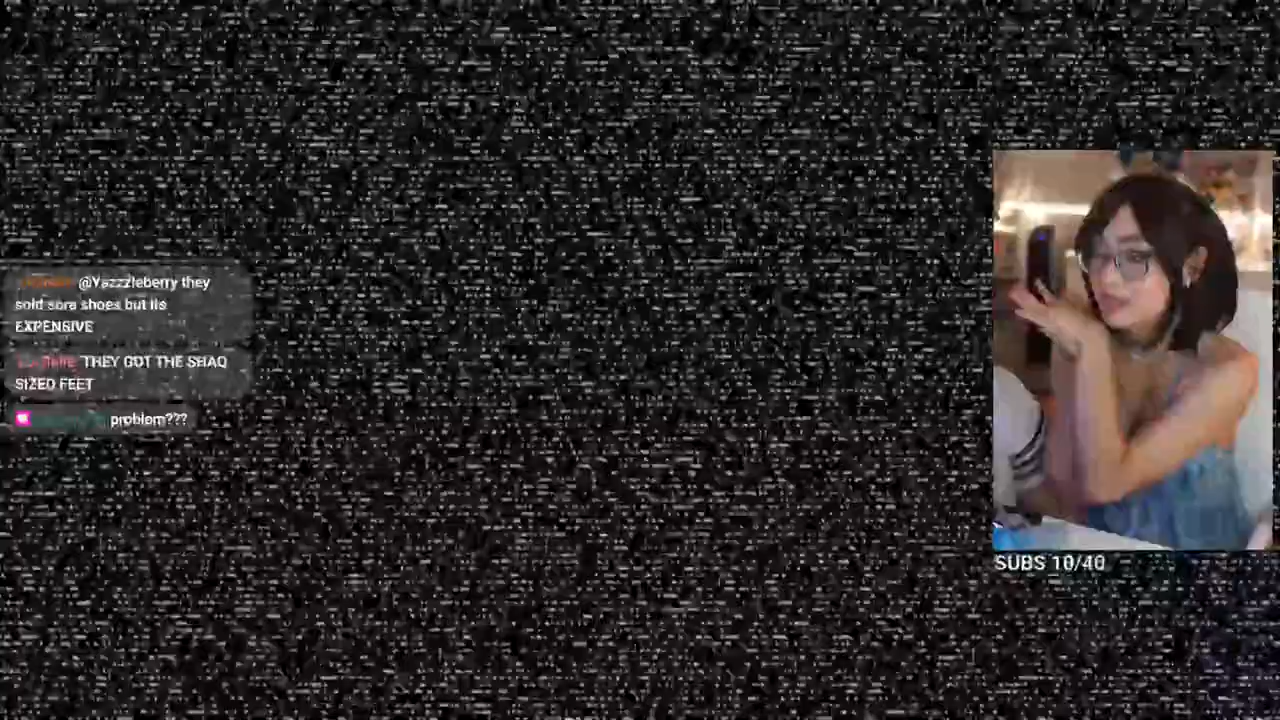 @Yazzzleberry they
sold sora shoes but its
EXPENSIVE
THEY GOT THE SHAQ
SIZED FEET
problem???
SUBS 10/40